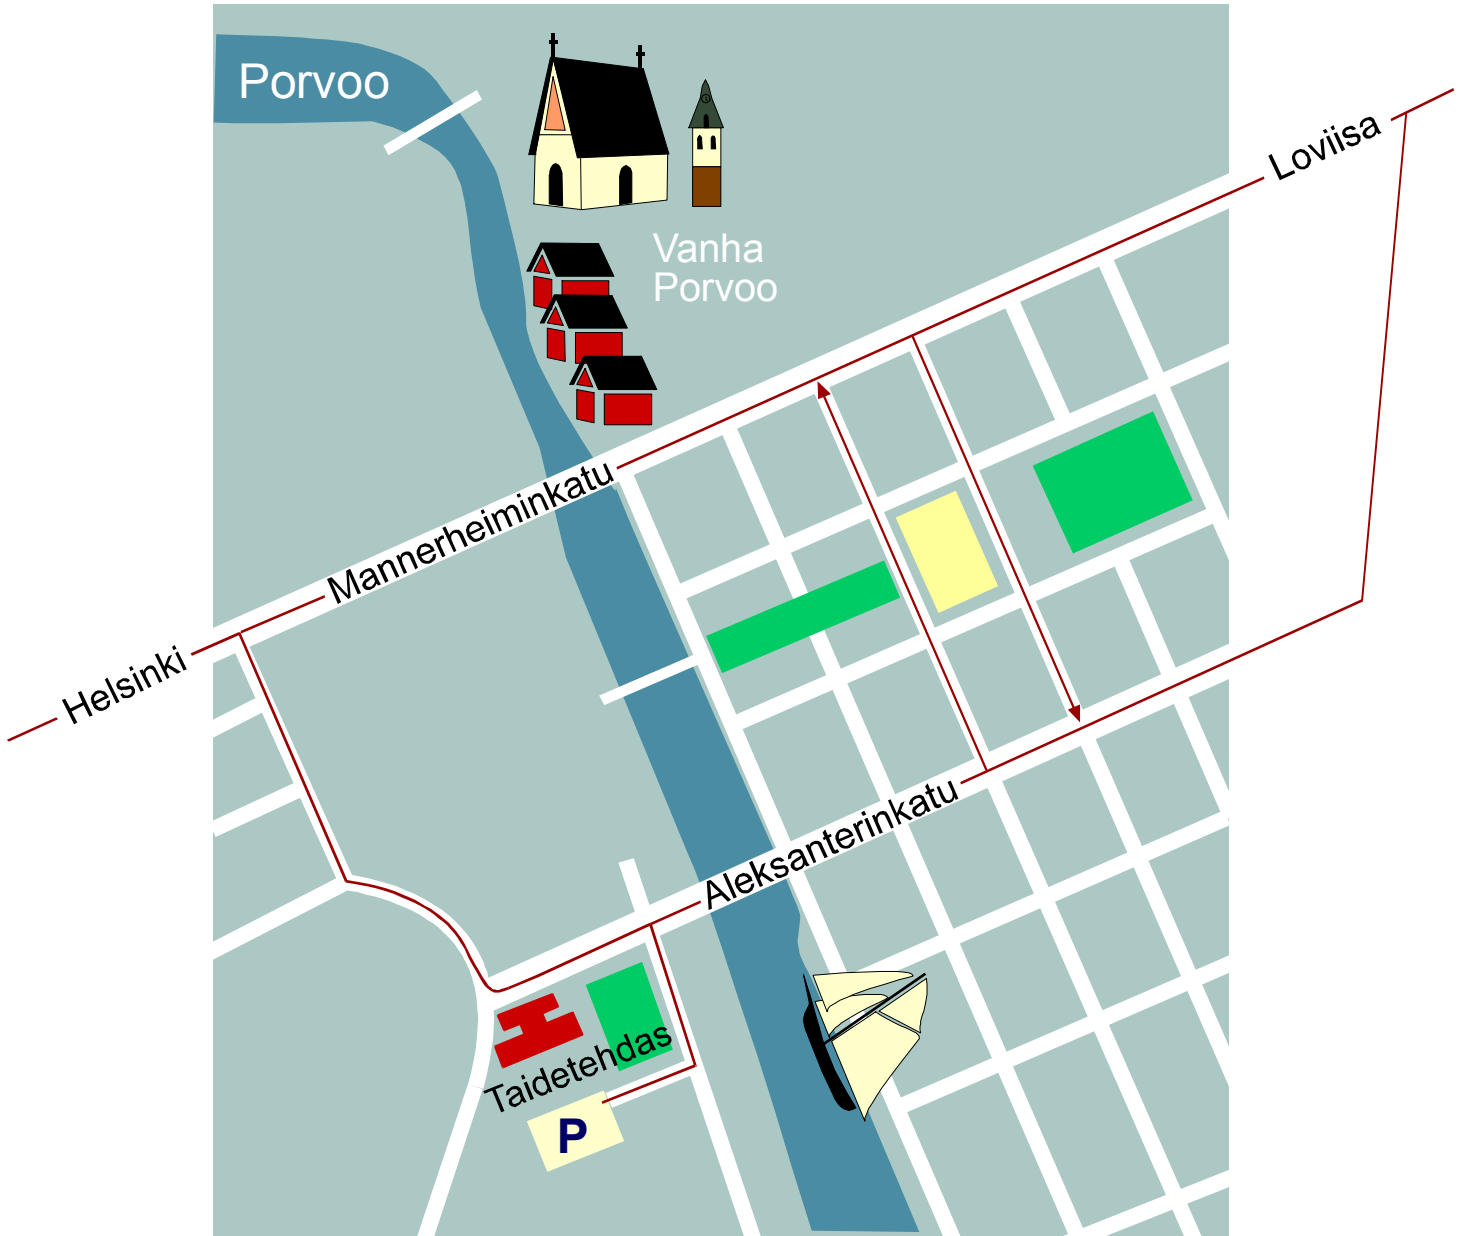 Porvoo
Loviisa
Vanha
Porvoo
Mannerheiminkatu
Helsinki
Aleksanterinkatu
Taidetehdas
P